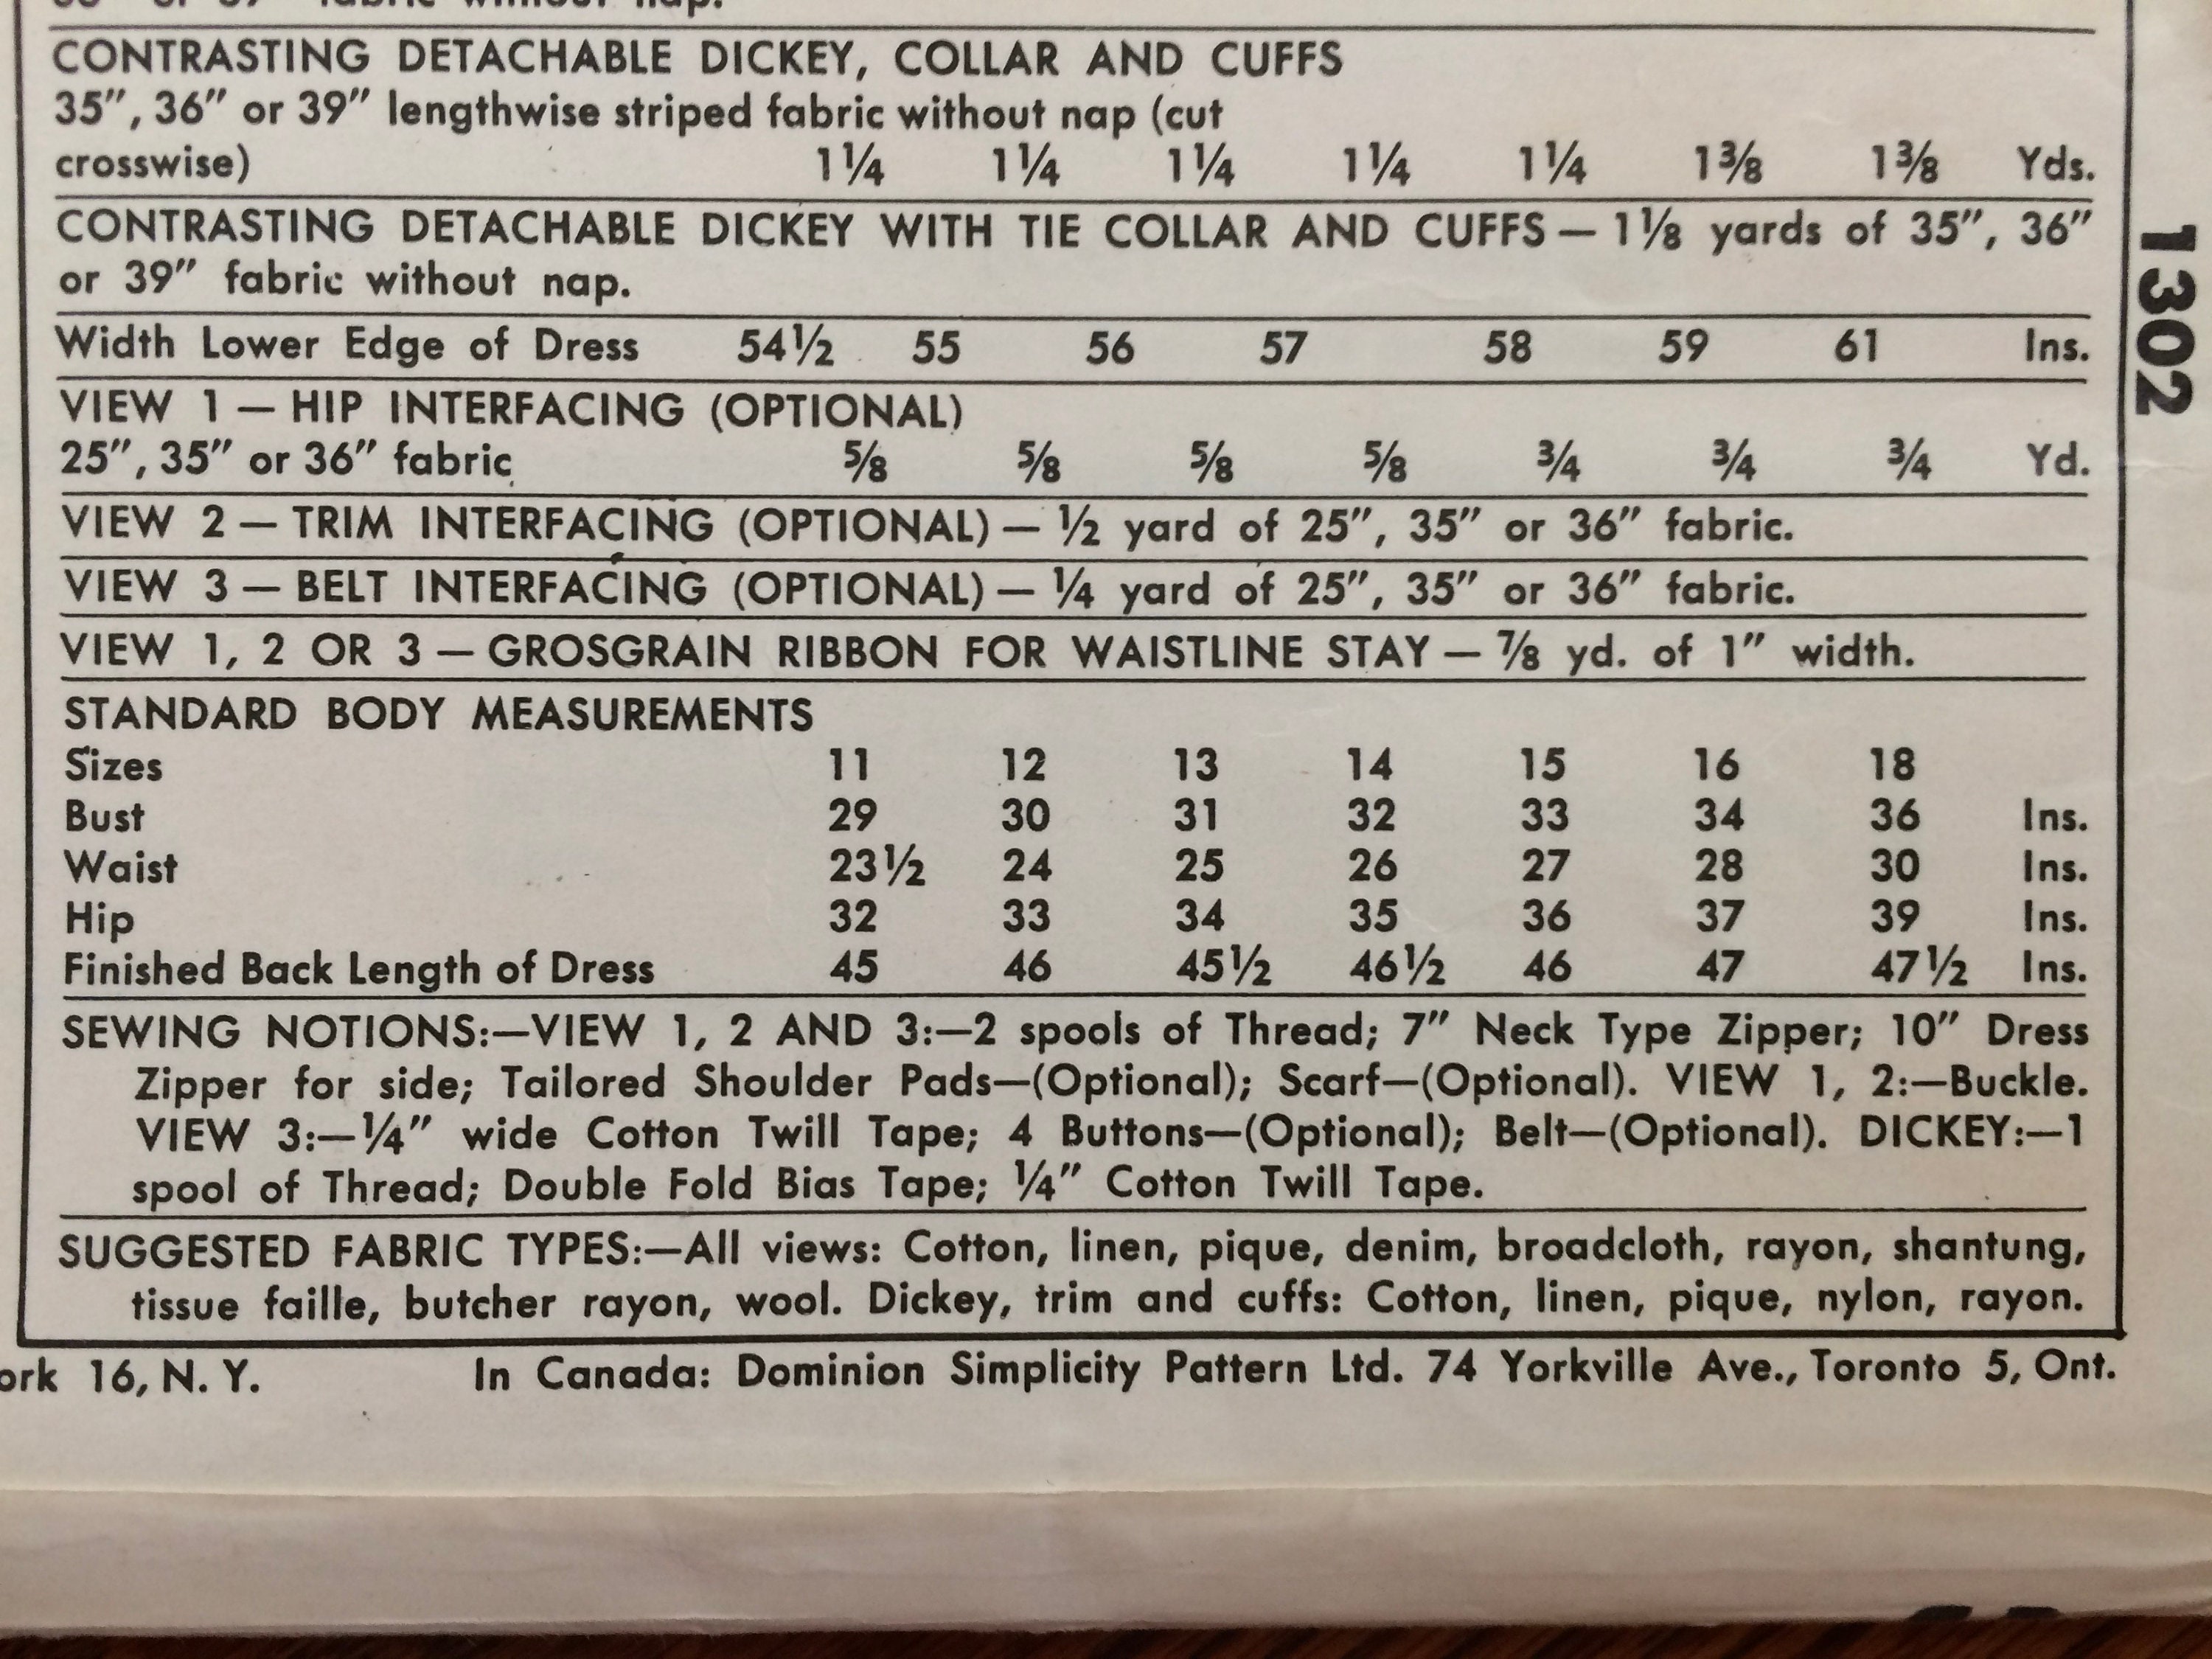 fabric without nap.
CONTRASTING DETACHABLE DICKEY, COLLAR AND CUFFS
35″, 36″ or 39″ lengthwise striped fabric without nap (cut
croswise) 1¼ 1¼ 1¼ 1¼ 1¼ 1⅜ 1⅜ Yds.
CONTRASTING DETACHABLE DICKEY WITH TIE COLLAR AND CUFFS — 1⅛ yards of 35″, 36″
or 39″ fabric without nap.
Width Lower Edge of Dress 54½ 55 56 57 58 59 61 Ins.
VIEW 1 — HIP INTERFACING (OPTIONAL)
25″, 35″ or 36″ fabric ⅝ ⅝ ⅝ ⅝ ¾ ¾ ¾ Yd.
VIEW 2 — TRIM INTERFACING (OPTIONAL) — ½ yard of 25″, 35″ or 36″ fabric.
VIEW 3 — BELT INTERFACING (OPTIONAL) — ¼ yard of 25″, 35″ or 36″ fabric.
VIEW 1, 2 OR 3 — GROSGRAIN RIBBON FOR WAISTLINE STAY — ⅞ yd. of 1″ width.
STANDARD BODY MEASUREMENTS
Sizes 11 12 13 14 15 16 18
Bust 29 30 31 32 33 34 36 Ins.
Waist 23½ 24 25 26 27 28 30 Ins.
Hip 32 33 34 35 36 37 39 Ins.
Finished Back Length of Dress 45 46 45½ 46½ 46 47 47½ Ins.
SEWING NOTIONS:—VIEW 1, 2 AND 3:—2 spools of Thread; 7″ Neck Type Zipper; 10″ Dress
Zipper for side; Tailored Shoulder Pads—(Optional); Scarf—(Optional). VIEW 1, 2:—Buckle.
VIEW 3:—¼″ wide Cotton Twill Tape; 4 Buttons—(Optional); Belt—(Optional). DICKEY:—1
spool of Thread; Double Fold Bias Tape; ¼″ Cotton Twill Tape.
SUGGESTED FABRIC TYPES:—All views: Cotton, linen, pique, denim, broadcloth, rayon, shantung,
tissue faille, butcher rayon, wool. Dickey, trim and cuffs: Cotton, linen, pique, nylon, rayon.
ork 16, N. Y. In Canada: Dominion Simplicity Pattern Ltd. 74 Yorkville Ave., Toronto 5, Ont.
1302